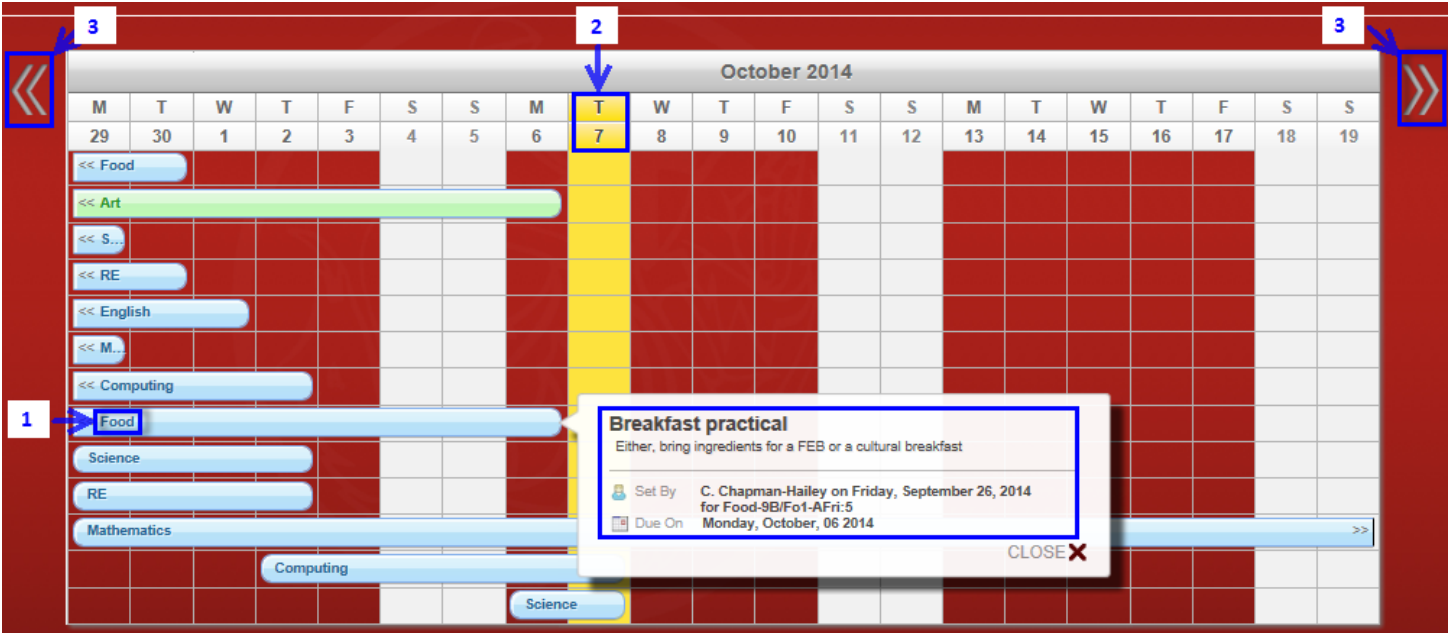 3 2 3
«
»
October 2014
M T W T F S S M T W T F S S M T W T F S S
29 30 1 2 3 4 5 6 7 8 9 10 11 12 13 14 15 16 17 18 19
<< Food
<< Art
<< S...
<< RE
<< English
<< M...
<< Computing
1
Food
Breakfast practical
Either, bring ingredients for a FEB or a cultural breakfast
Set By C. Chapman-Hailey on Friday, September 26, 2014
for Food-9B/Fo1-AFri:5
Due On Monday, October, 06 2014
CLOSE
Science
RE
Mathematics >>
Computing
Science